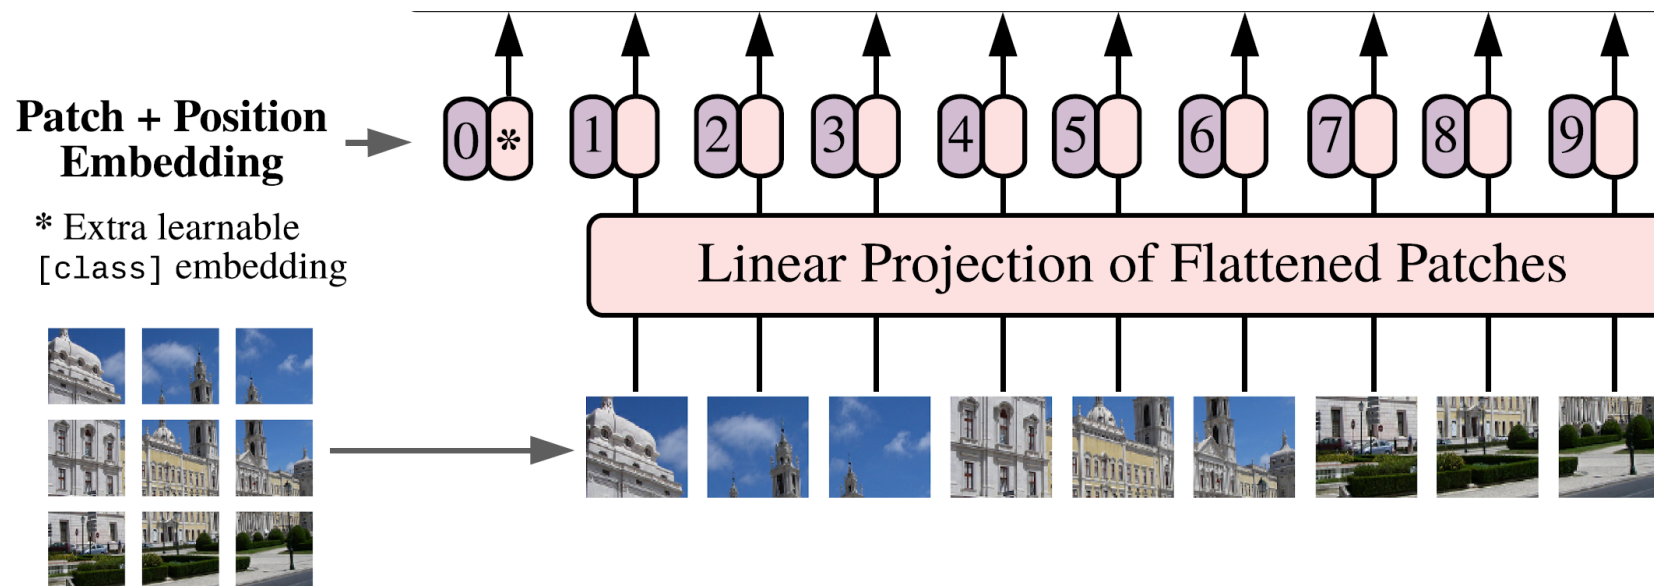 Patch + Position
Embedding
* Extra learnable
[class] embedding
0 * 1 2 3 4 5 6 7 8 9
Linear Projection of Flattened Patches